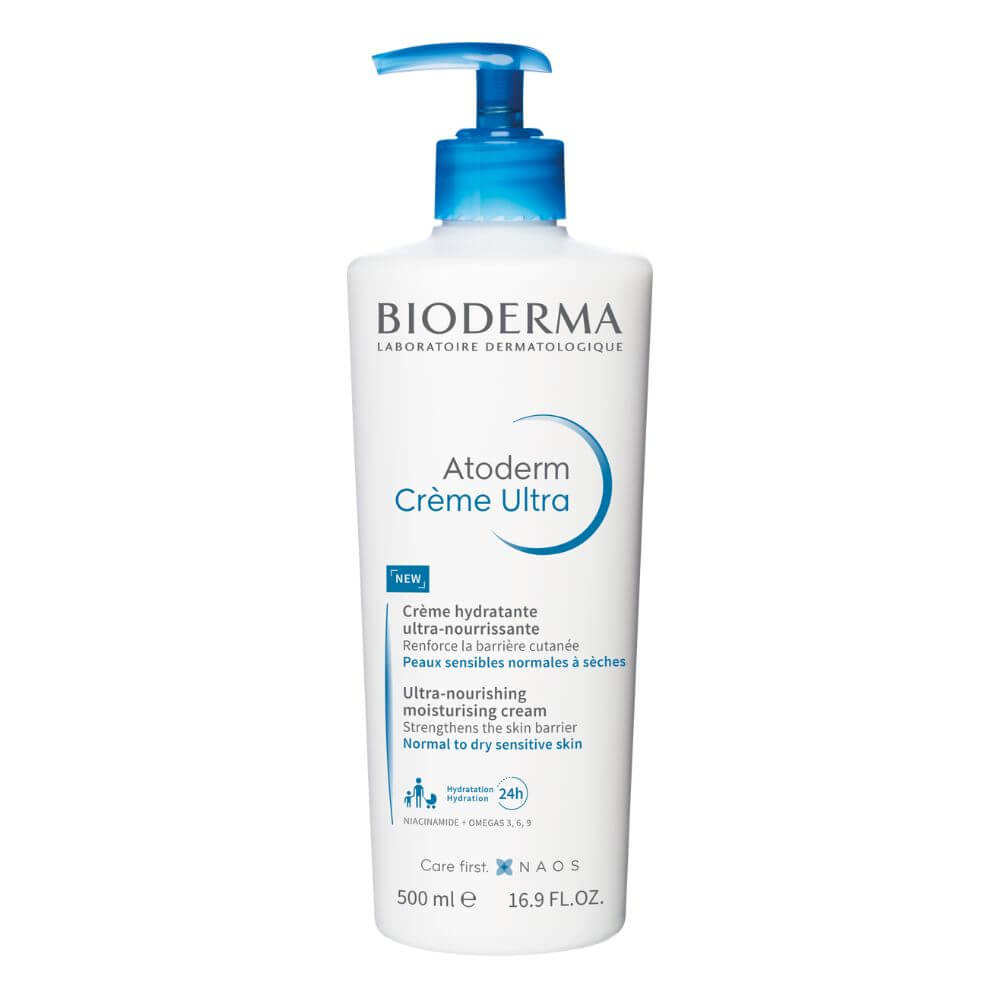 BIODERMA
LABORATOIRE DERMATOLOGIQUE
Atoderm
Crème Ultra
NEW
Crème hydratante
ultra-nourrissante
Renforce la barrière cutanée
Peaux sensibles normales à sèches
Ultra-nourishing
moisturising cream
Strengthens the skin barrier
Normal to dry sensitive skin
Hydratation
Hydration
24h
NIACINAMIDE + OMEGAS 3, 6, 9
Care first. NAOS
500 ml ℮ 16.9 FL.OZ.